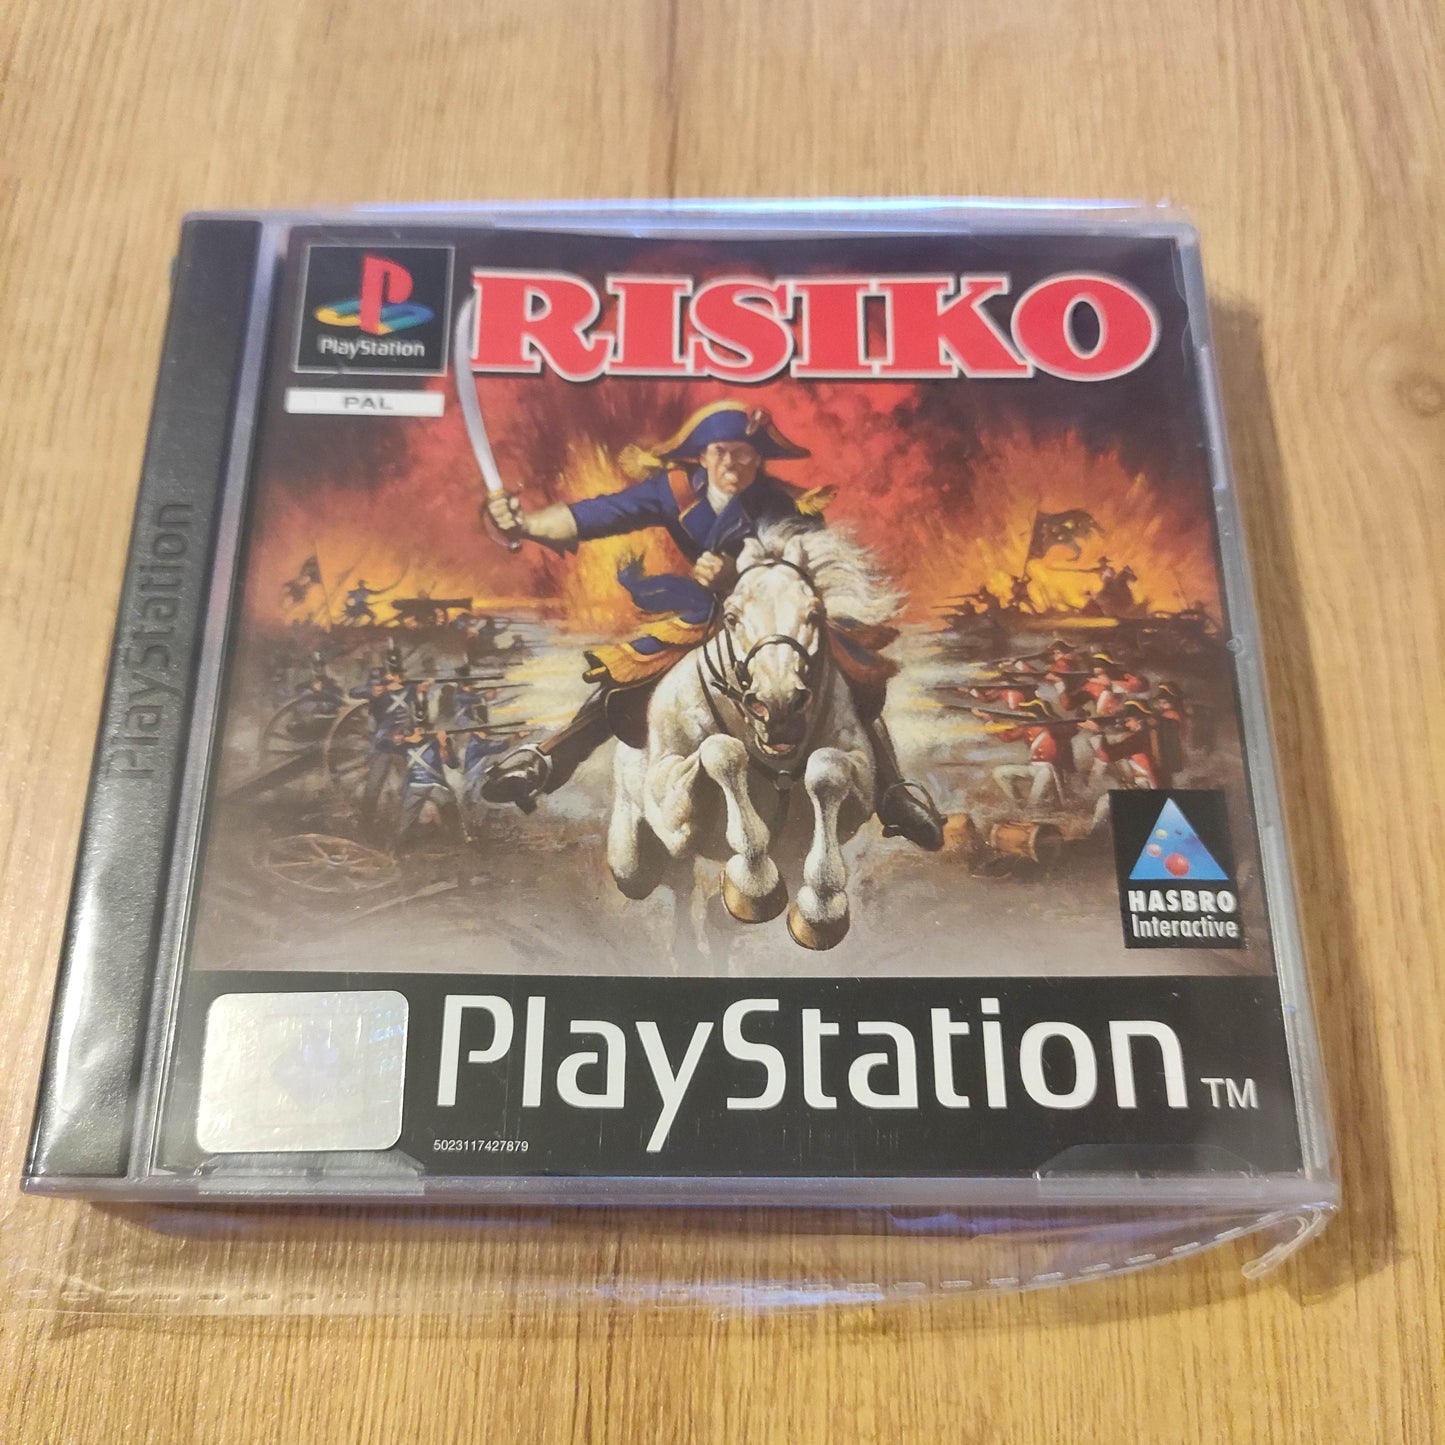 PlayStation
RISIKO
PAL
PlayStation
HASBRO
Interactive
PlayStation TM
5023117427879